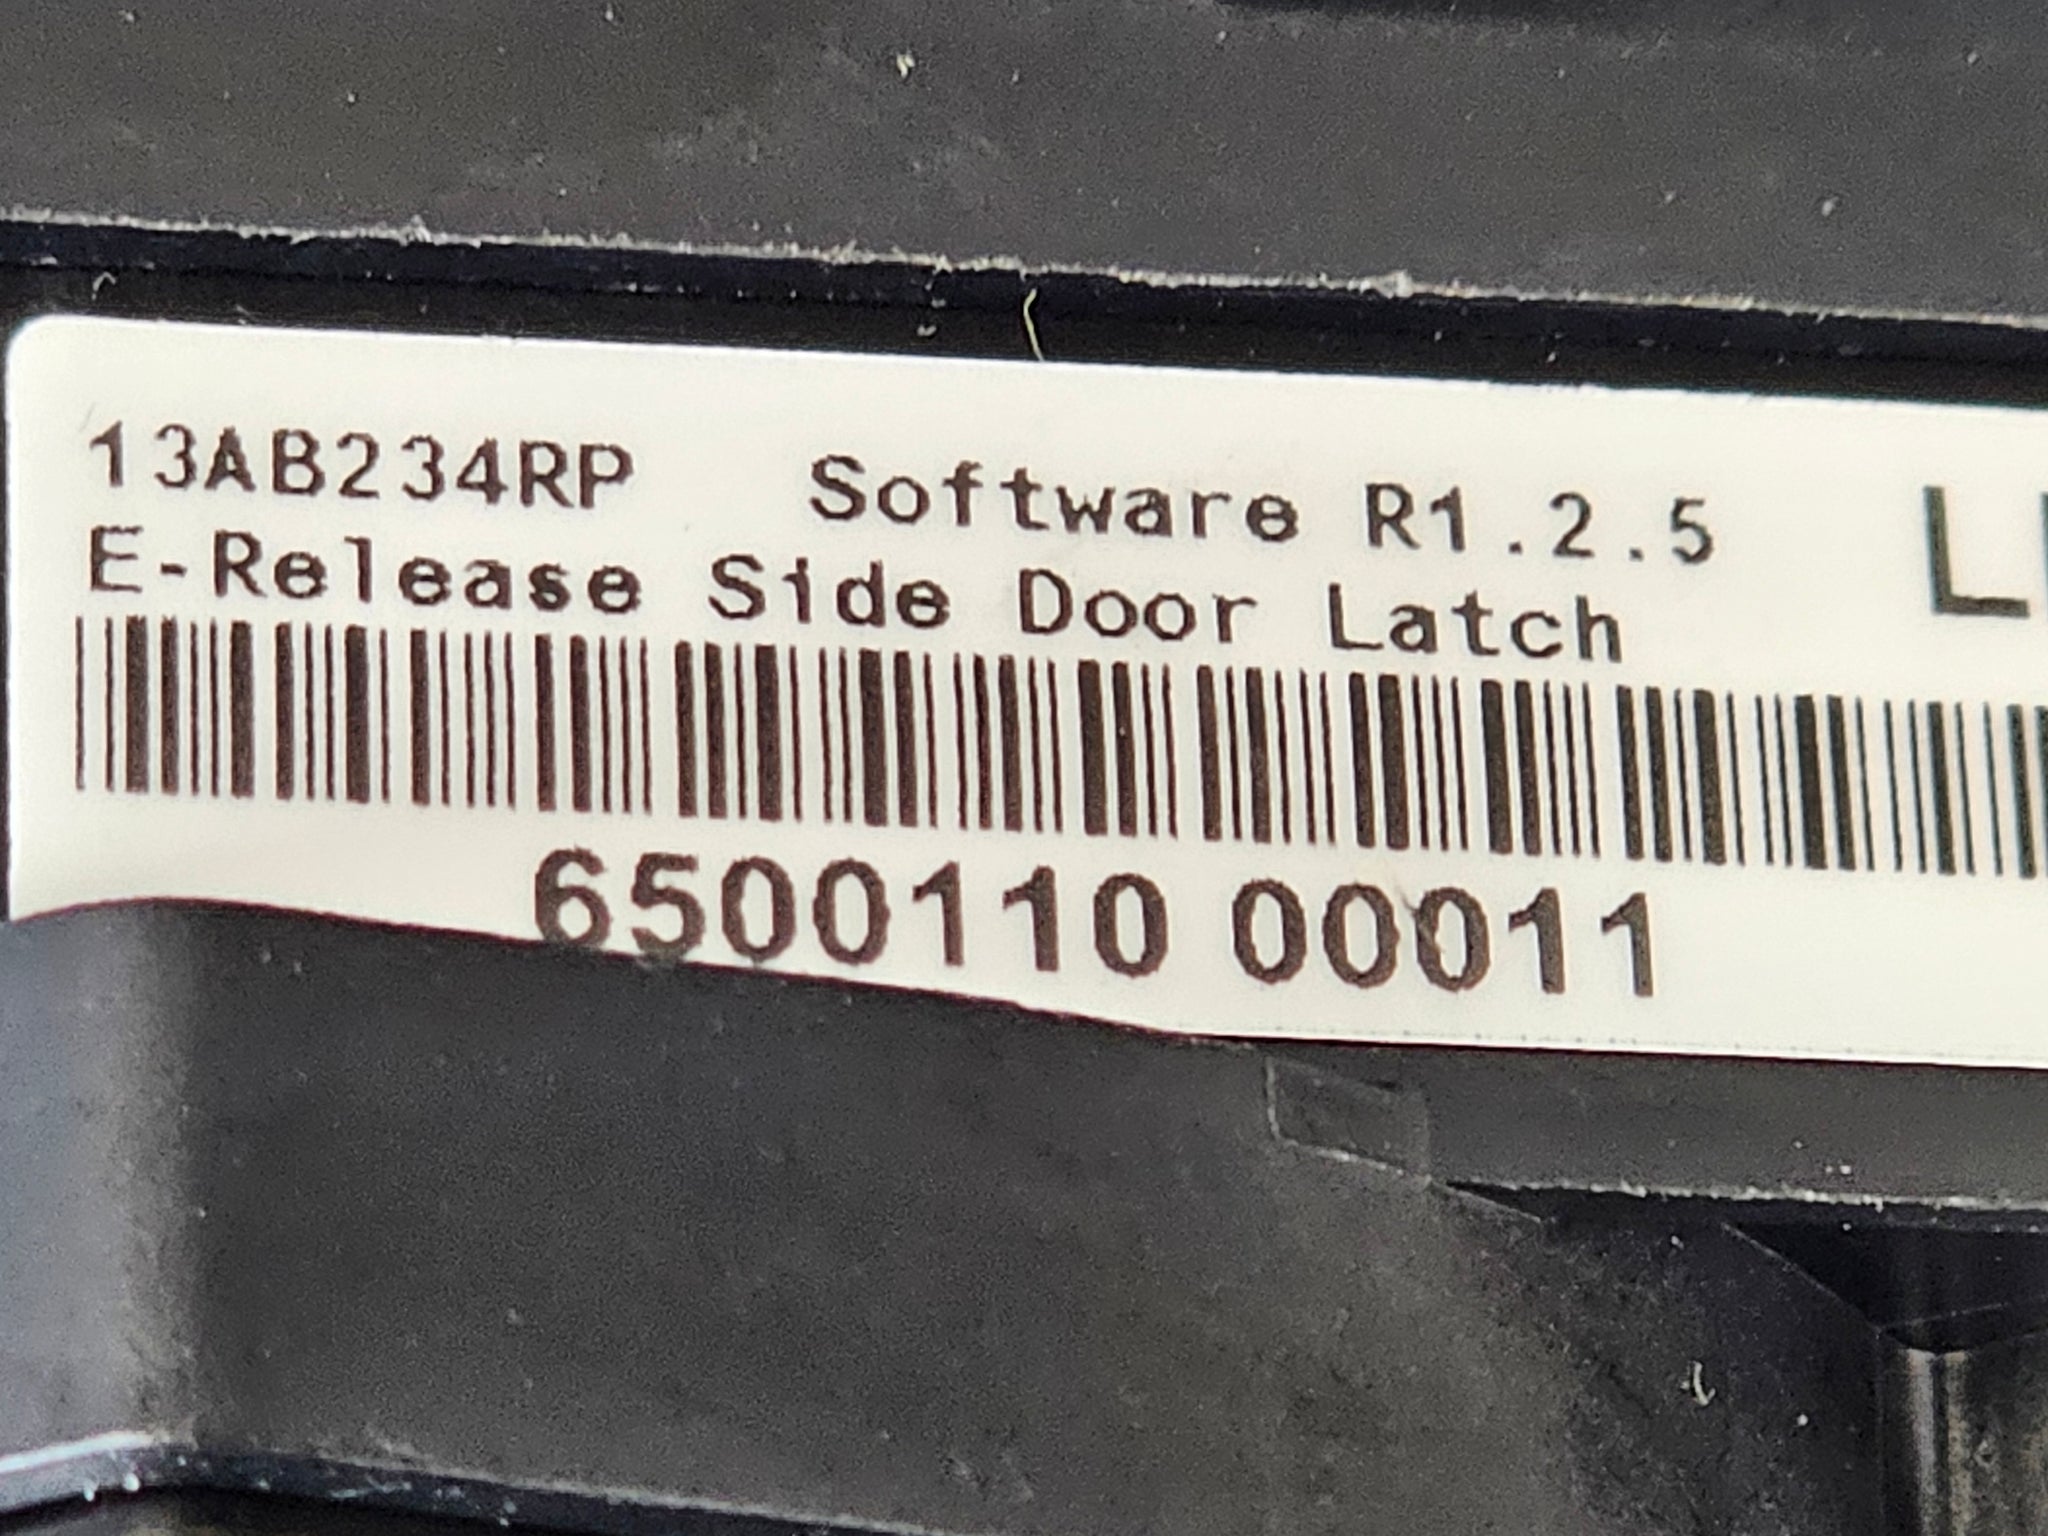 13AB234RP Software R1.2.5
E-Release Side Door Latch
6500110 00011